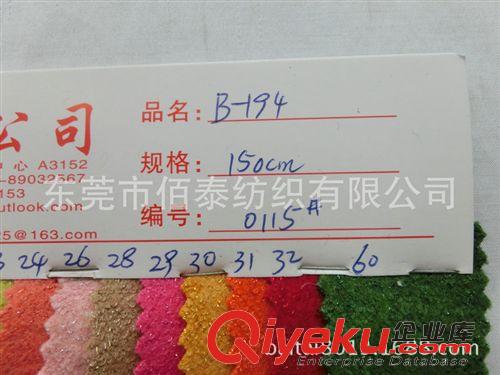 公司
品名: B-194
中心 A3152
-89032567
规格: 150cm
153
东莞市佰泰纺织有限公司
utlook.com
编号: 0115#
25@163.com
24 26 28 29 30 31 32 60
Qiyeku.com 企业库
Enterprise Database